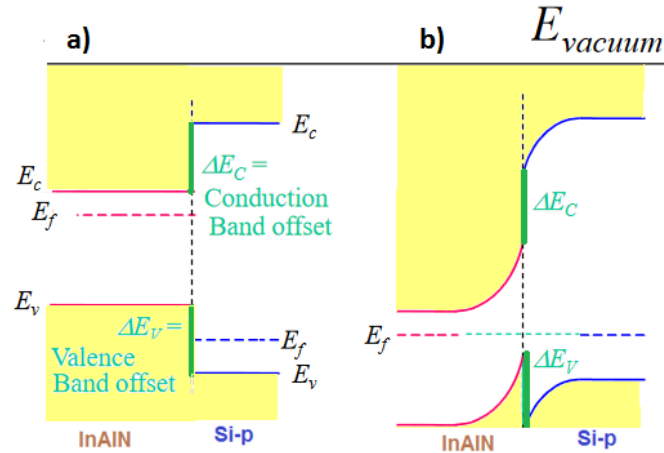 a)
b)
E_vacuum
E_c
ΔE_C =
Conduction
Band offset
E_c
E_f
E_v
ΔE_V =
Valence
Band offset
E_f
E_v
InAlN
Si-p
ΔE_C
E_f
ΔE_V
InAlN
Si-p